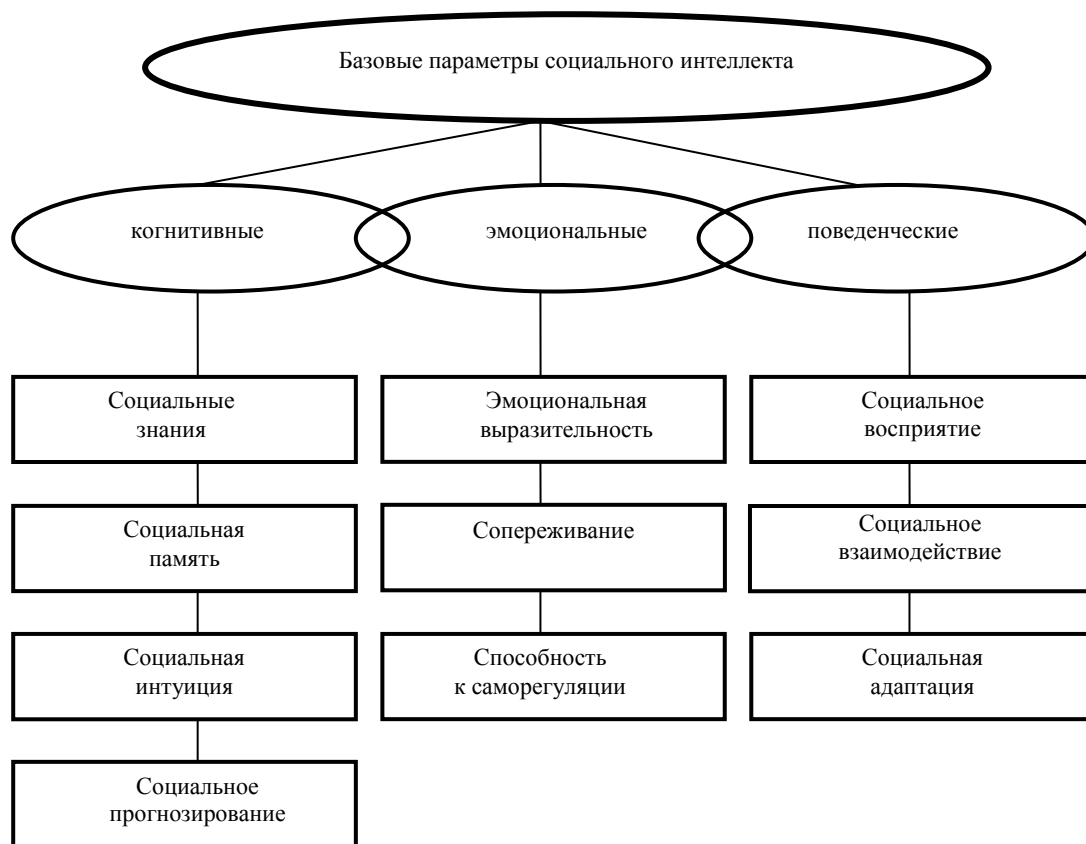 Базовые параметры социального интеллекта
когнитивные
эмоциональные
поведенческие
Социальные
знания
Эмоциональная
выразительность
Социальное
восприятие
Социальная
память
Сопереживание
Социальное
взаимодействие
Социальная
интуиция
Способность
к саморегуляции
Социальная
адаптация
Социальное
прогнозирование